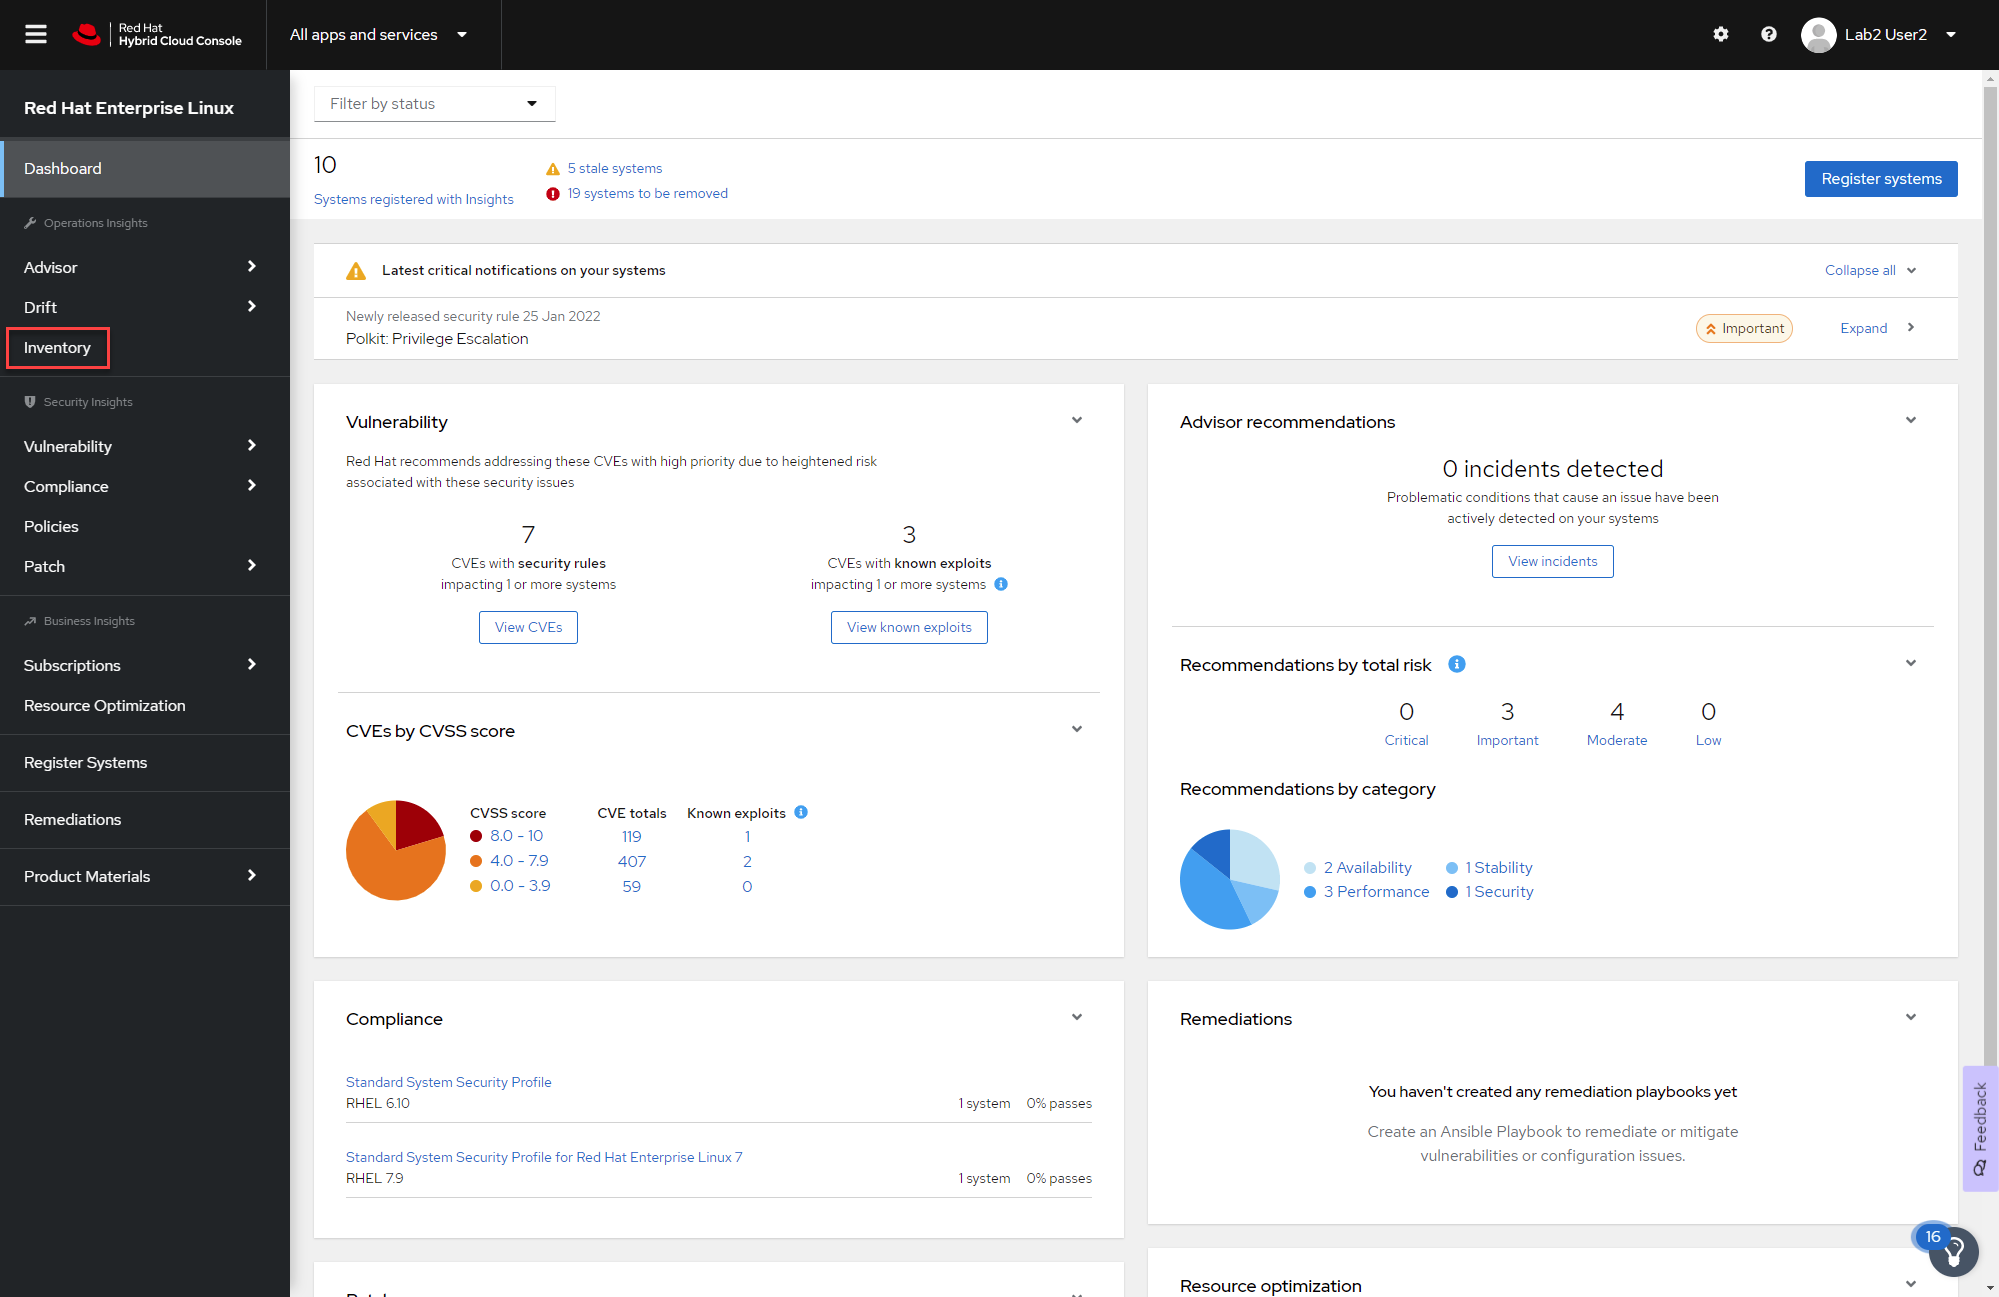 Red Hat
Hybrid Cloud Console
All apps and services
Lab2 User2
Red Hat Enterprise Linux
Dashboard
Operations Insights
Advisor
Drift
Inventory
Security Insights
Vulnerability
Compliance
Policies
Patch
Business Insights
Subscriptions
Resource Optimization
Register Systems
Remediations
Product Materials
Filter by status
10
Systems registered with Insights
5 stale systems
19 systems to be removed
Register systems
Latest critical notifications on your systems
Collapse all
Newly released security rule 25 Jan 2022
Polkit: Privilege Escalation
Important
Expand
Vulnerability
Red Hat recommends addressing these CVEs with high priority due to heightened risk
associated with these security issues
7
CVEs with security rules
impacting 1 or more systems
View CVEs
3
CVEs with known exploits
impacting 1 or more systems
View known exploits
CVEs by CVSS score
CVSS score CVE totals Known exploits
8.0 - 10 119 1
4.0 - 7.9 407 2
0.0 - 3.9 59 0
Advisor recommendations
0 incidents detected
Problematic conditions that cause an issue have been
actively detected on your systems
View incidents
Recommendations by total risk
0 3 4 0
Critical Important Moderate Low
Recommendations by category
2 Availability 1 Stability
3 Performance 1 Security
Compliance
Standard System Security Profile
RHEL 6.10 1 system 0% passes
Standard System Security Profile for Red Hat Enterprise Linux 7
RHEL 7.9 1 system 0% passes
Remediations
You haven't created any remediation playbooks yet
Create an Ansible Playbook to remediate or mitigate
vulnerabilities or configuration issues.
Feedback
16
Resource optimization